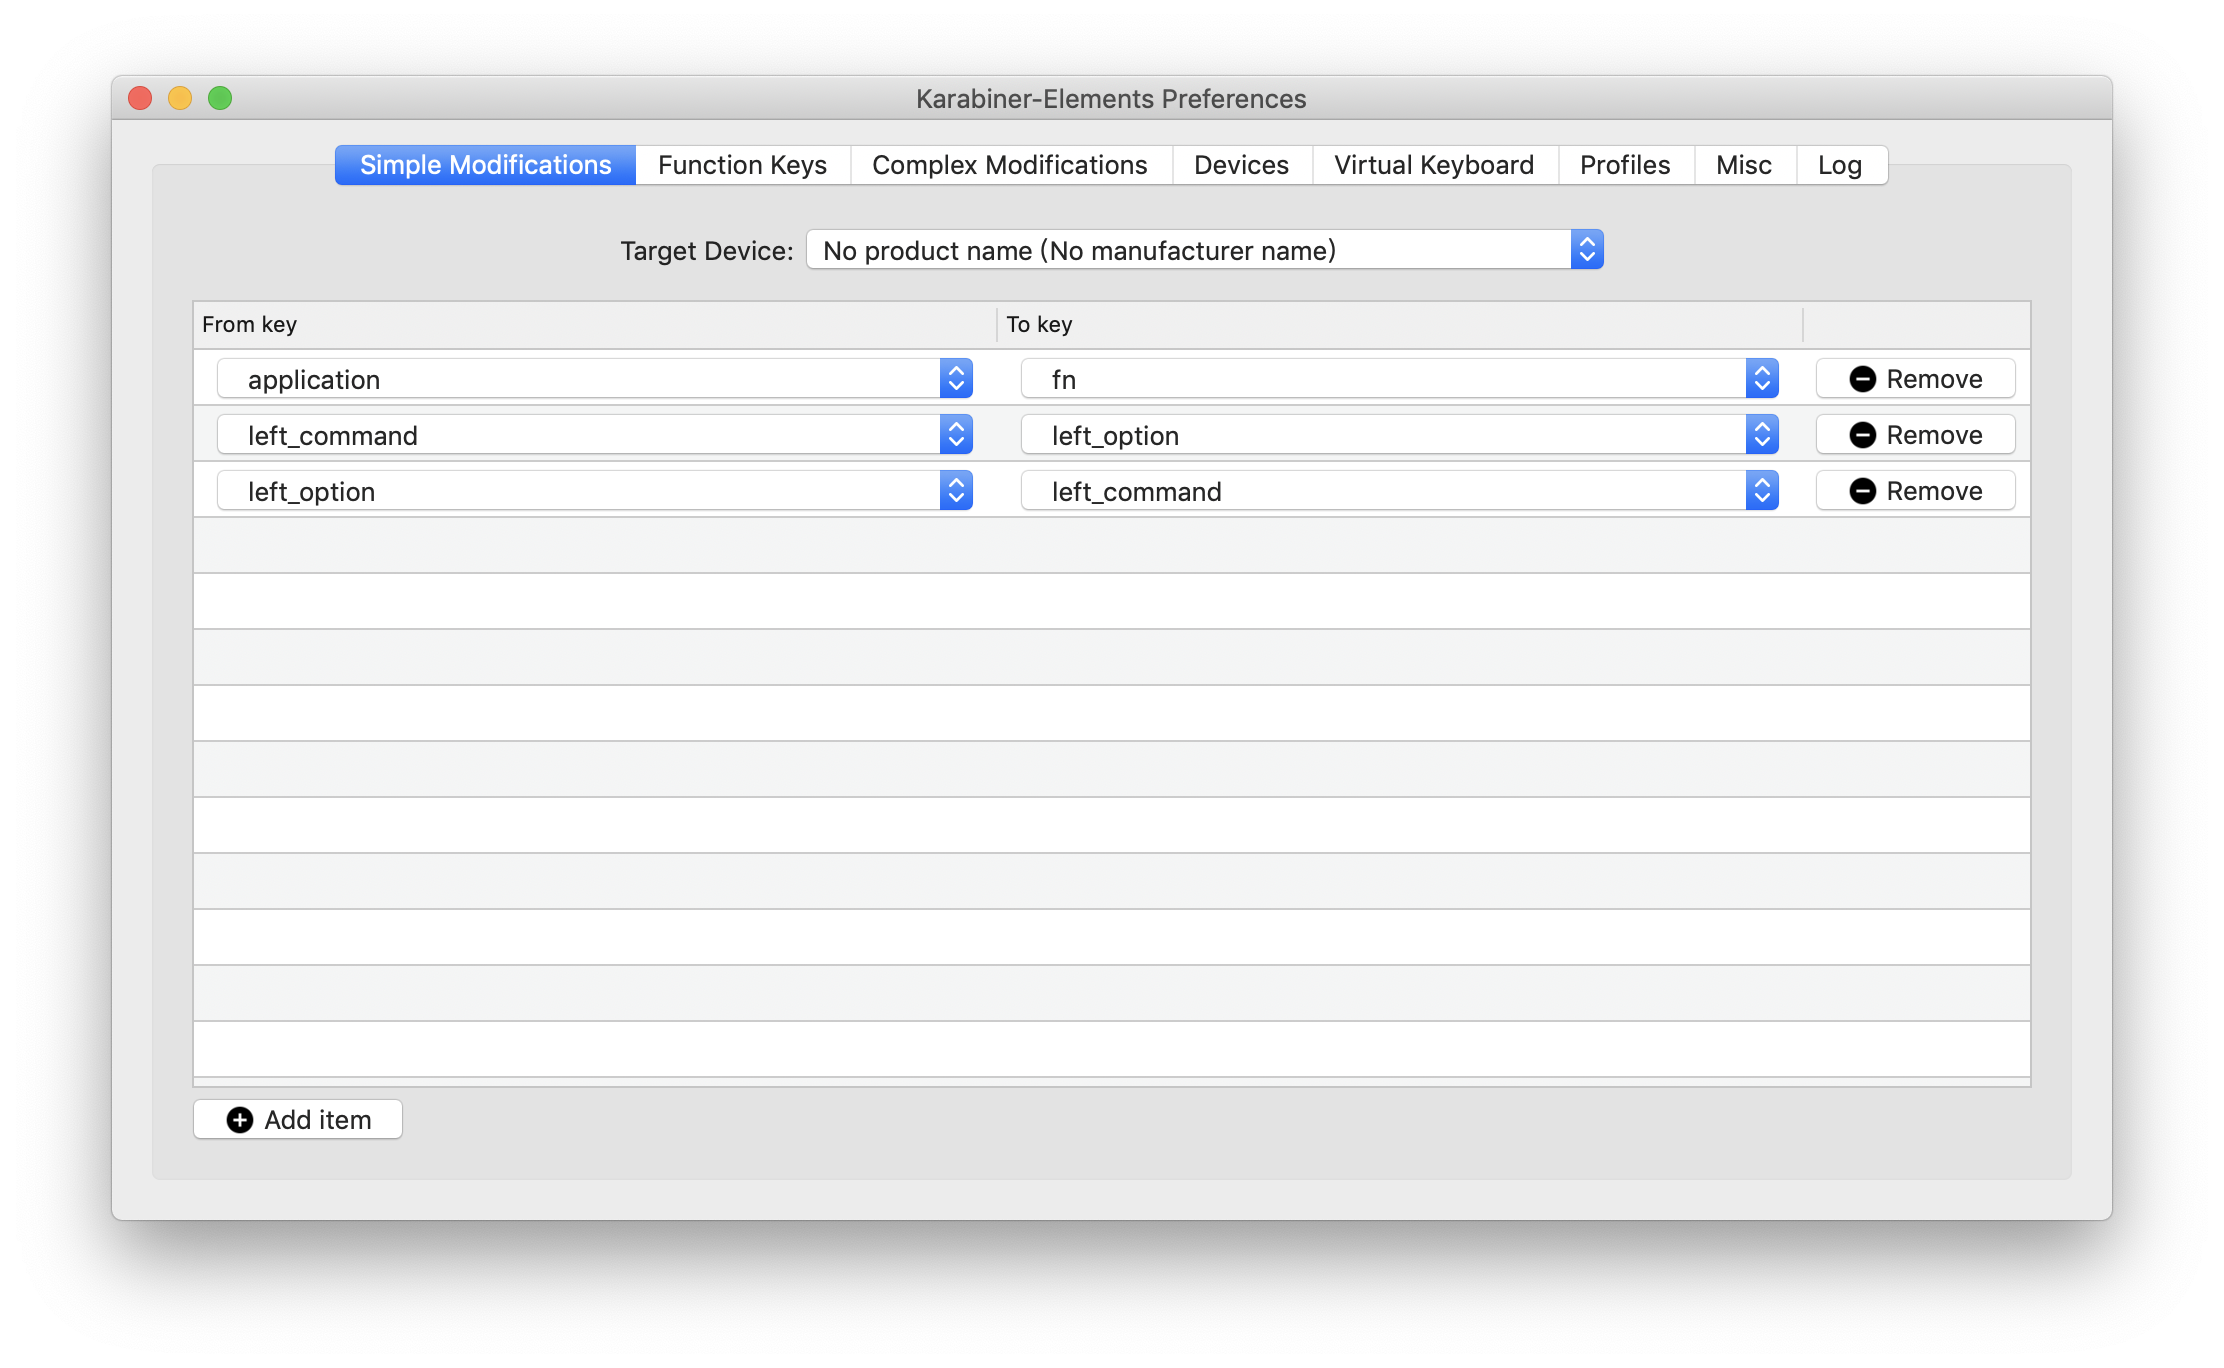 Karabiner-Elements Preferences
Simple Modifications Function Keys Complex Modifications Devices Virtual Keyboard Profiles Misc Log
Target Device: No product name (No manufacturer name)
From key To key
application fn Remove
left_command left_option Remove
left_option left_command Remove
Add item